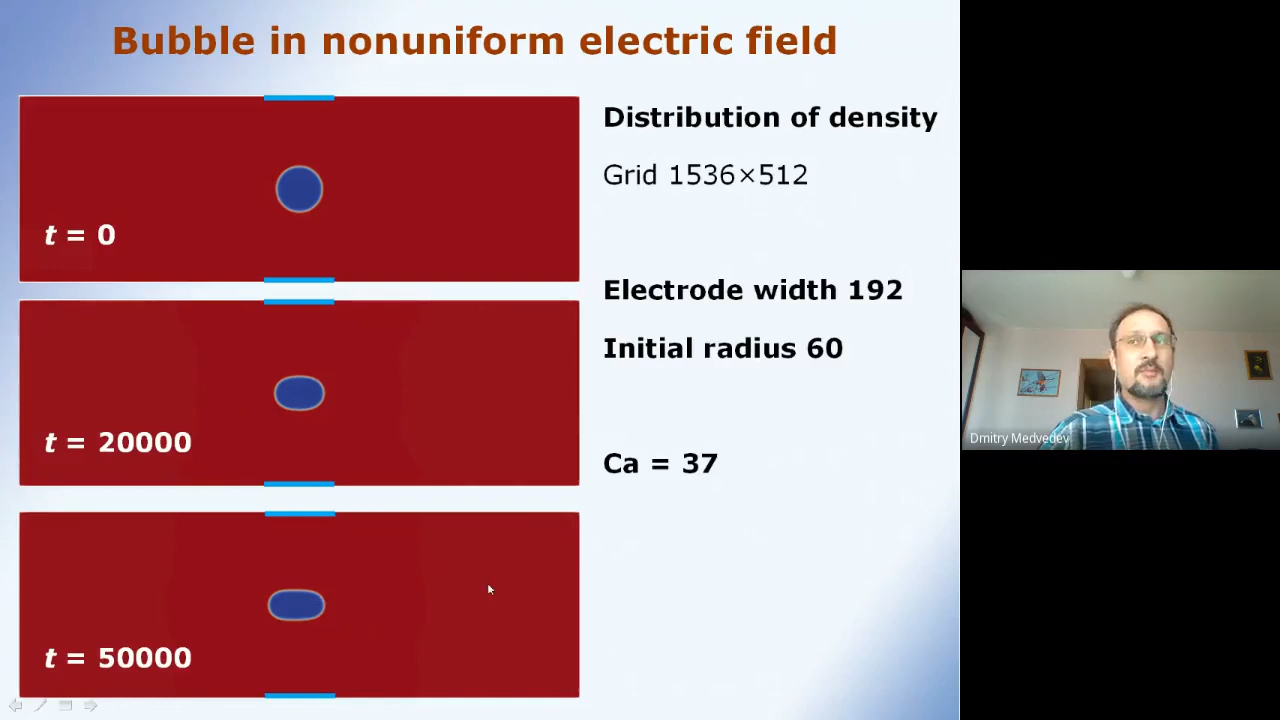 Bubble in nonuniform electric field
Distribution of density
Grid 1536×512
t = 0
Electrode width 192
Initial radius 60
t = 20000
Ca = 37
t = 50000
Dmitry Medvedev